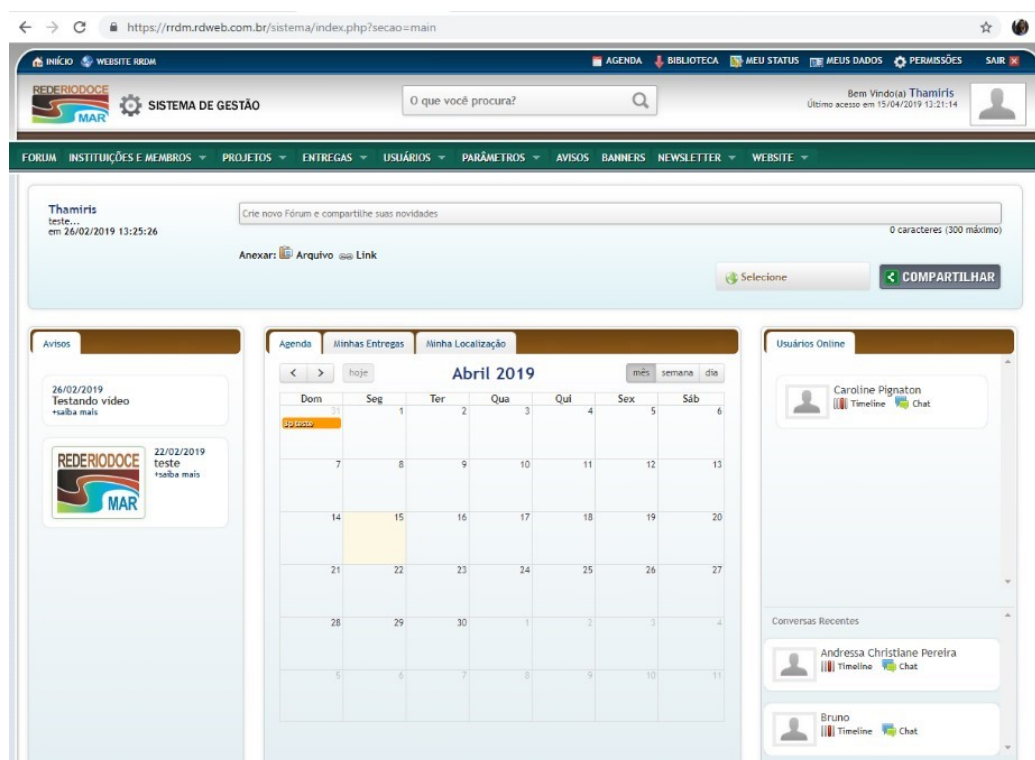 https://rrdm.rdweb.com.br/sistema/index.php?secao=main
INÍCIO WEBSITE RRDM AGENDA BIBLIOTECA MEU STATUS MEUS DADOS PERMISSÕES SAIR
REDERIODOCE
MAR
SISTEMA DE GESTÃO
O que você procura?
Bem Vindo(a) Thamiris
Último acesso em 15/04/2019 13:21:14
FORUM INSTITUIÇÕES E MEMBROS PROJETOS ENTREGAS USUÁRIOS PARÂMETROS AVISOS BANNERS NEWSLETTER WEBSITE
Thamiris
teste...
em 26/02/2019 13:25:26
Crie novo Fórum e compartilhe suas novidades
0 caracteres (300 máximo)
Anexar: Arquivo Link
Selecione
COMPARTILHAR
Avisos
26/02/2019
Testando vídeo
+saiba mais
REDERIODOCE
MAR
22/02/2019
teste
+saiba mais
Agenda Minhas Entregas Minha Localização
hoje Abril 2019 mês semana dia
Dom Seg Ter Qua Qui Sex Sáb
31 1 2 3 4 5 6
teste
7 8 9 10 11 12 13
14 15 16 17 18 19 20
21 22 23 24 25 26 27
28 29 30 1 2 3 4
5 6 7 8 9 10 11
Usuários Online
Caroline Pignaton
Timeline Chat
Conversas Recentes
Andressa Christiane Pereira
Timeline Chat
Bruno
Timeline Chat